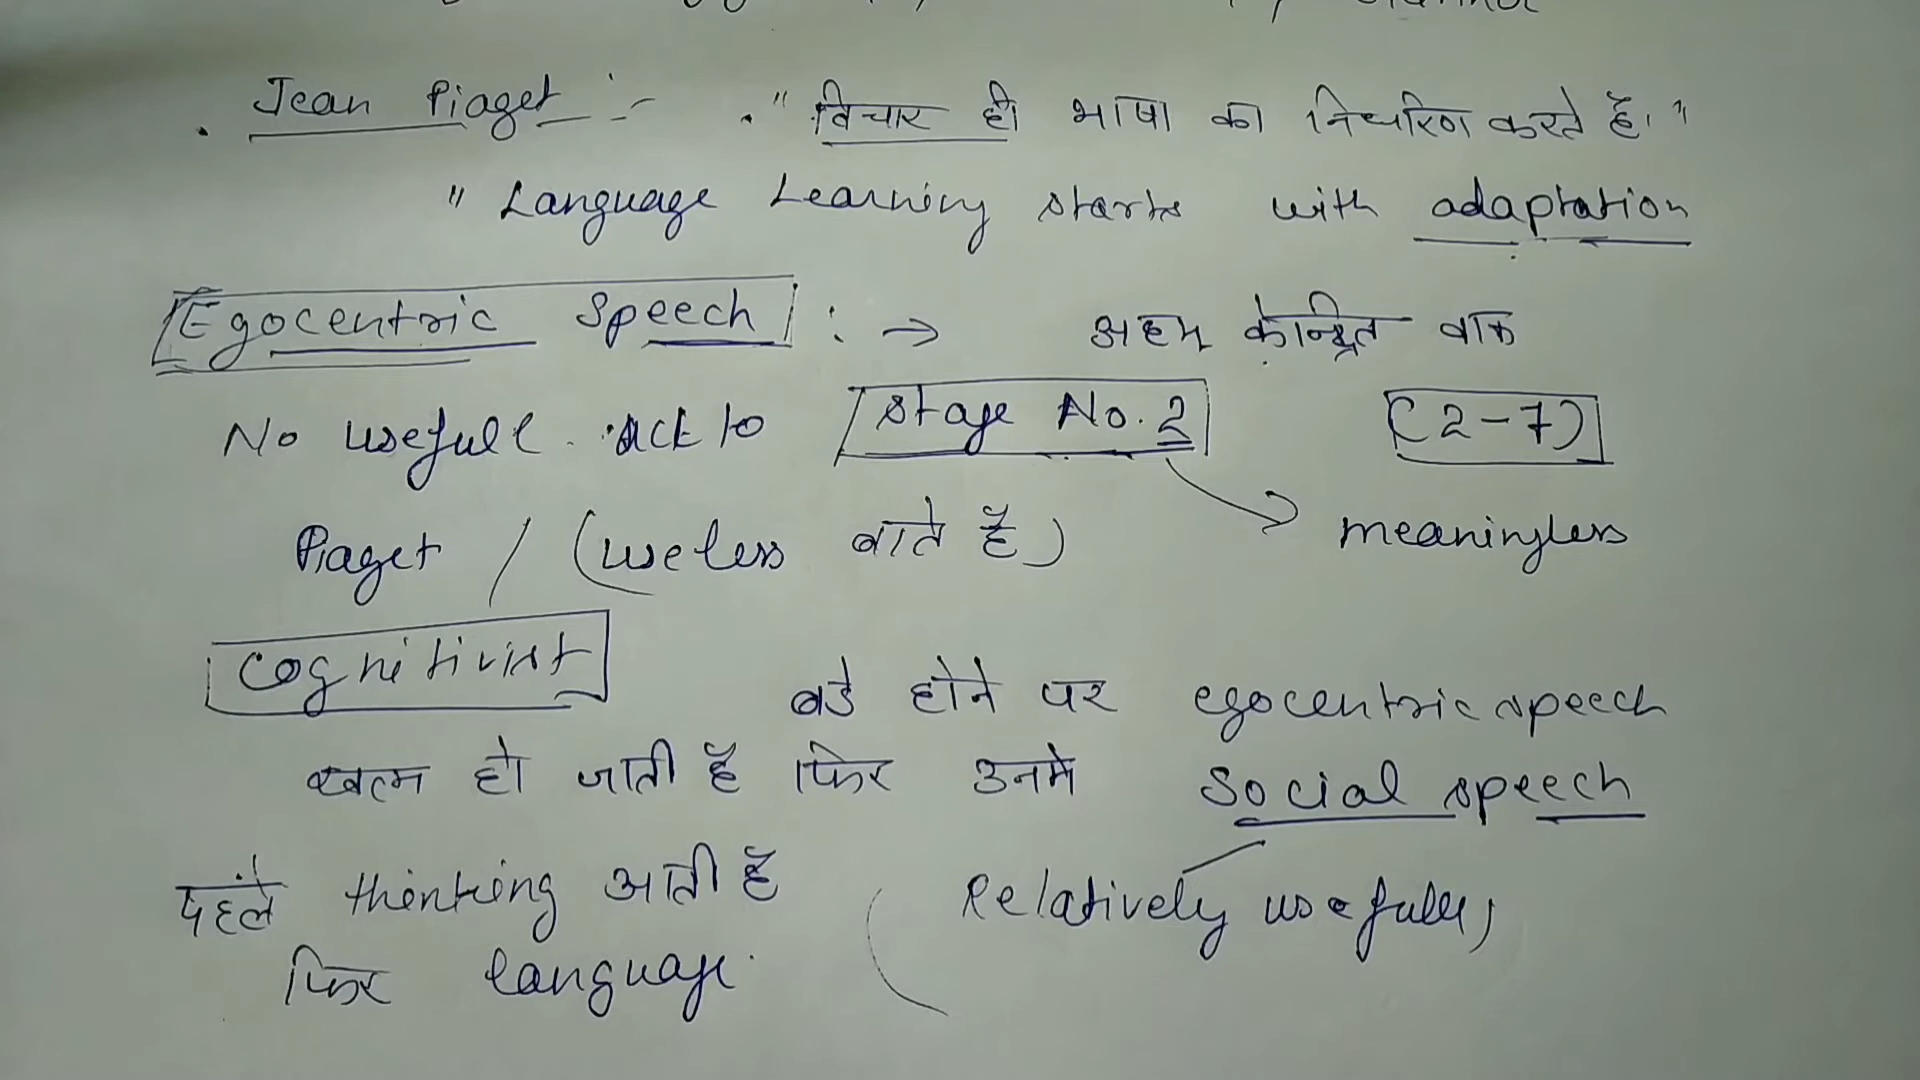 . Jean Piaget :- . " विचार ही भाषा का निर्धारण करते हैं। "
" Language Learning starts with adaptation
Egocentric Speech : → अहम केन्द्रित वाक
No usefull. ack to Stage No. 2 (2-7)
Piaget / (useless बाते हैं) meaningless
Cognitivist
बडे होने पर egocentric speech
खत्म हो जाती है फिर उनमे Social speech
पहले thinking आती है (Relatively usefull,
फिर language.